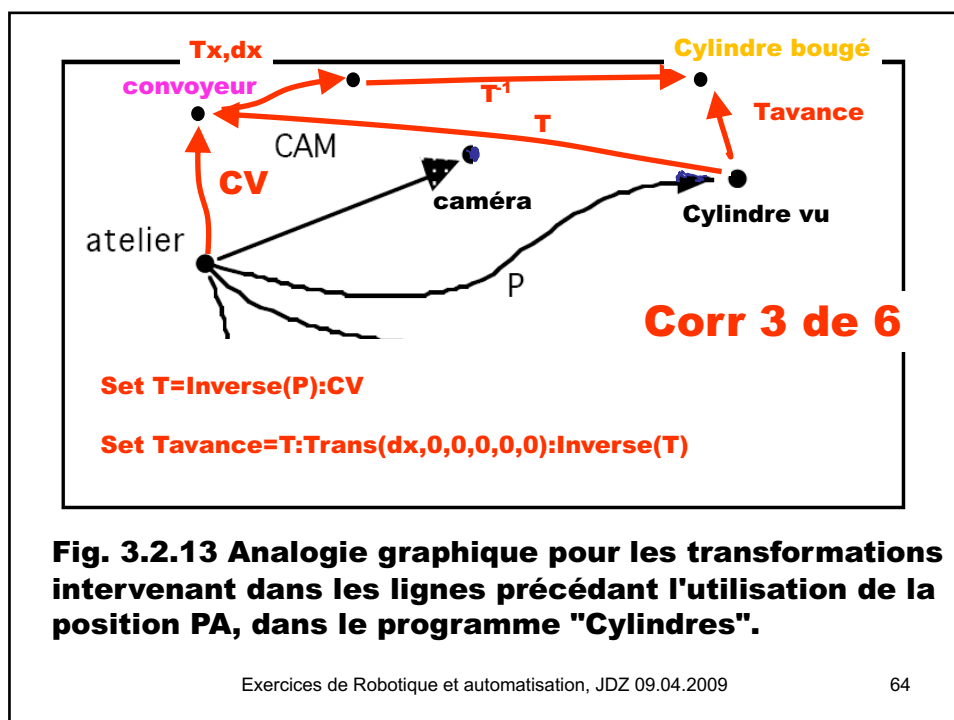 Tx,dx
Cylindre bougé
convoyeur
T-1
Tavance
T
CAM
CV
caméra
Cylindre vu
atelier
P
Corr 3 de 6
Set T=Inverse(P):CV
Set Tavance=T:Trans(dx,0,0,0,0,0):Inverse(T)
Fig. 3.2.13 Analogie graphique pour les transformations
intervenant dans les lignes précédant l'utilisation de la
position PA, dans le programme "Cylindres".
Exercices de Robotique et automatisation, JDZ 09.04.2009
64